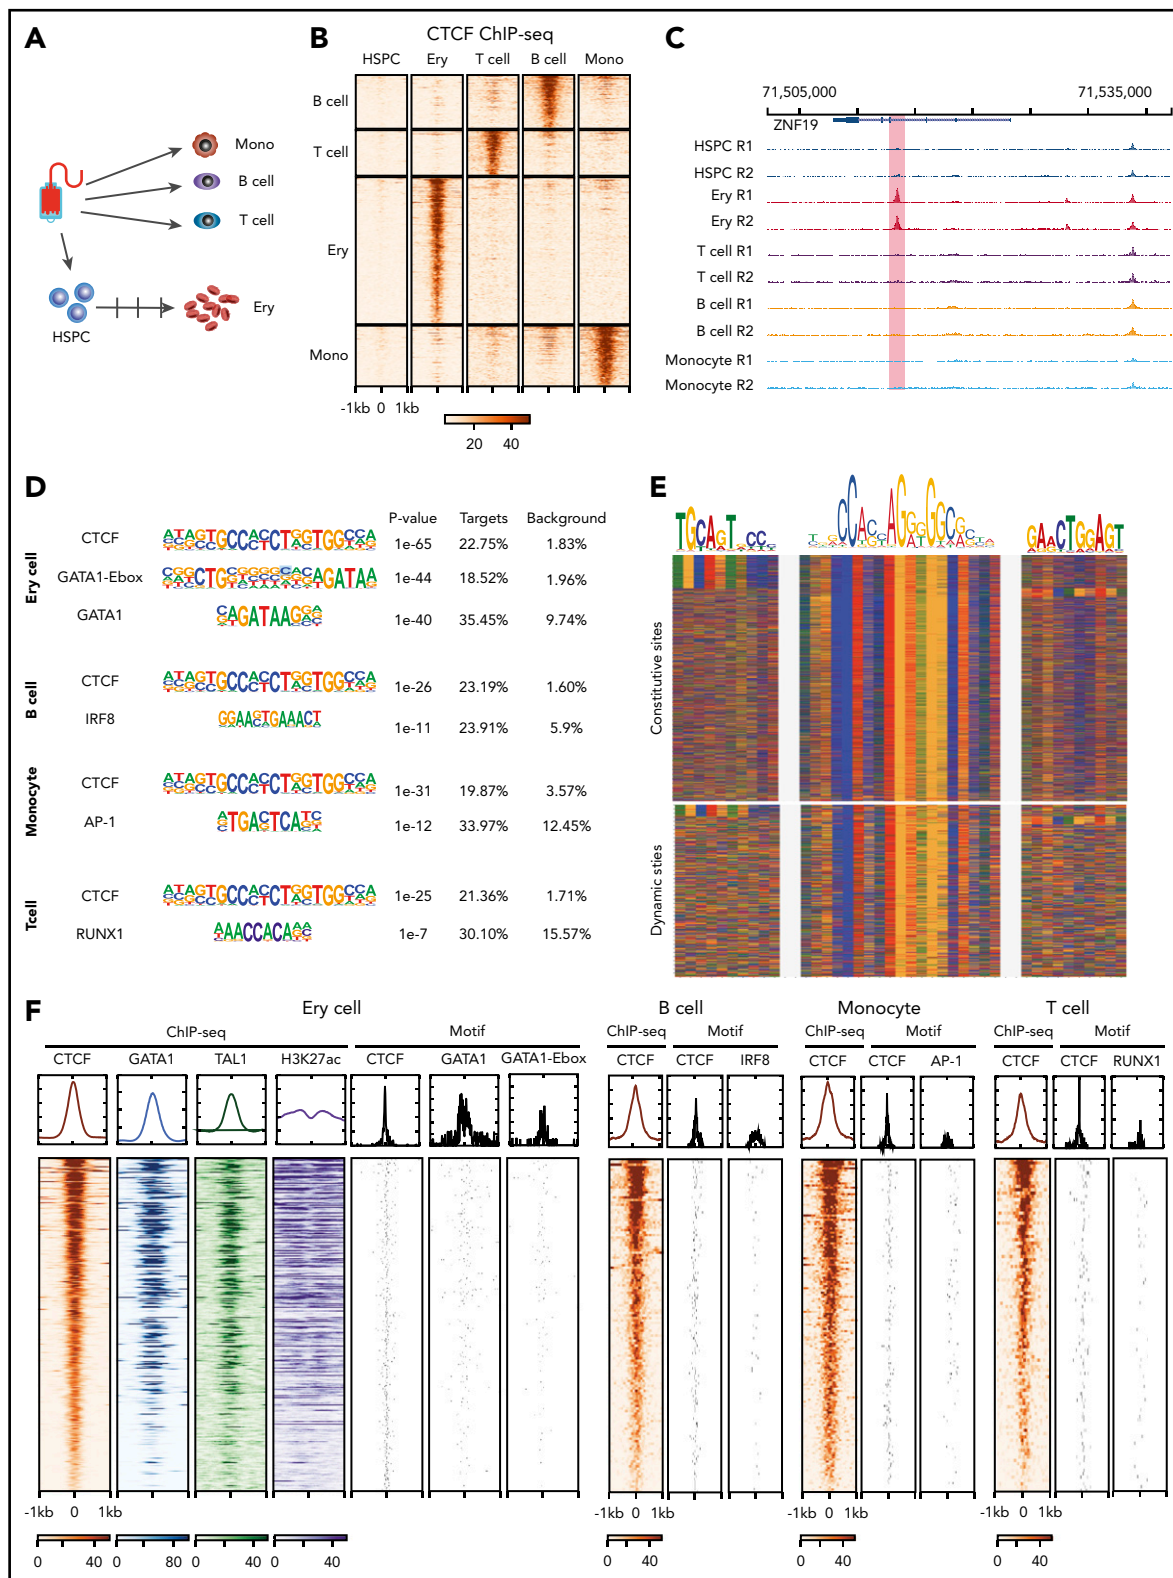 A
Mono
B cell
T cell
HSPC
Ery
B
CTCF ChIP-seq
HSPC Ery T cell B cell Mono
B cell
T cell
Ery
Mono
-1kb 0 1kb
20 40
C
71,505,000 71,535,000
ZNF19
HSPC R1
HSPC R2
Ery R1
Ery R2
T cell R1
T cell R2
B cell R1
B cell R2
Monocyte R1
Monocyte R2
D
P-value Targets Background
Ery cell
CTCF 1e-65 22.75% 1.83%
GATA1-Ebox 1e-44 18.52% 1.96%
GATA1 1e-40 35.45% 9.74%
B cell
CTCF 1e-26 23.19% 1.60%
IRF8 1e-11 23.91% 5.9%
Monocyte
CTCF 1e-31 19.87% 3.57%
AP-1 1e-12 33.97% 12.45%
Tcell
CTCF 1e-25 21.36% 1.71%
RUNX1 1e-7 30.10% 15.57%
E
Constitutive sites
Dynamic sties
F
Ery cell B cell Monocyte T cell
ChIP-seq Motif ChIP-seq Motif ChIP-seq Motif ChIP-seq Motif
CTCF GATA1 TAL1 H3K27ac CTCF GATA1 GATA1-Ebox CTCF CTCF IRF8 CTCF CTCF AP-1 CTCF CTCF RUNX1
-1kb 0 1kb -1kb 0 1kb -1kb 0 1kb -1kb 0 1kb
0 40 0 80 0 40 0 40 0 40 0 40 0 40